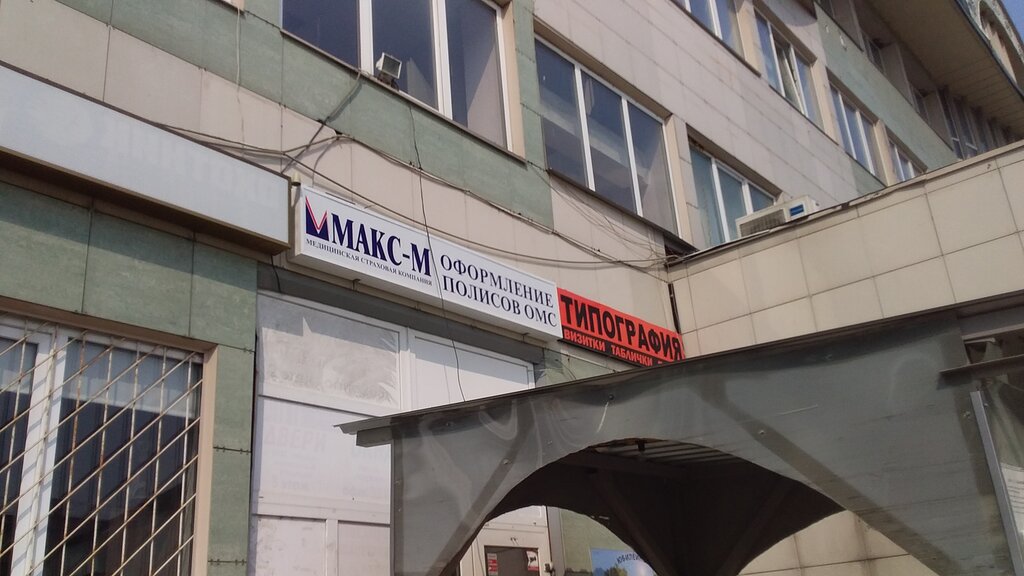 МАКС-М
МЕДИЦИНСКАЯ СТРАХОВАЯ КОМПАНИЯ
ОФОРМЛЕНИЕ
ПОЛИСОВ ОМС
ТИПОГРАФИЯ
ВИЗИТКИ ТАБЛИЧКИ